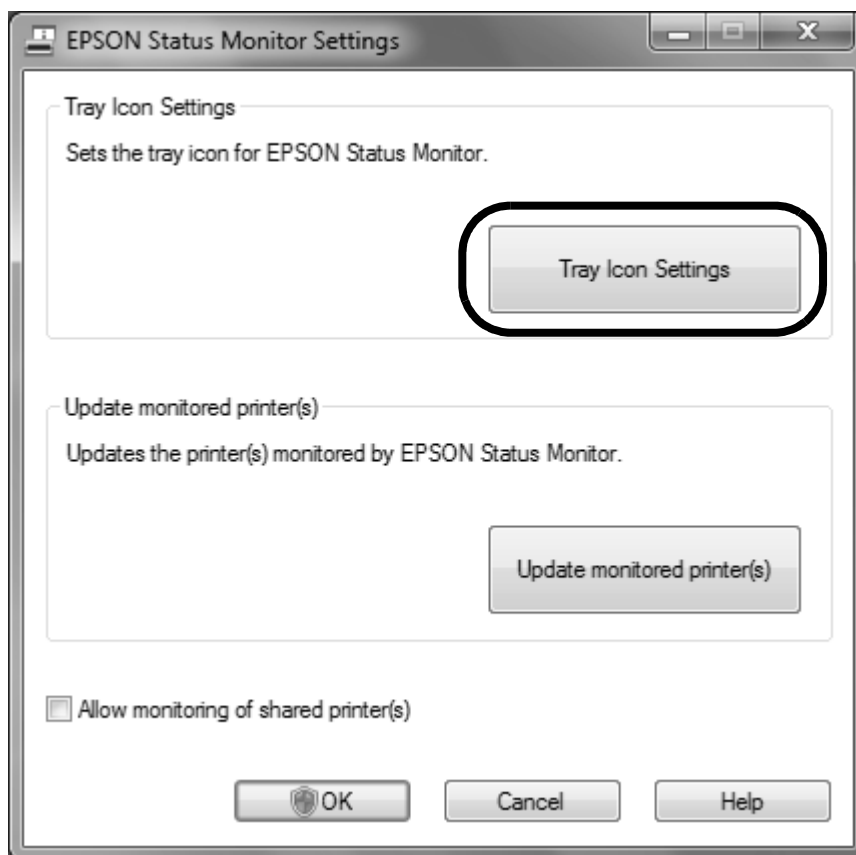 EPSON Status Monitor Settings
Tray Icon Settings
Sets the tray icon for EPSON Status Monitor.
Tray Icon Settings
Update monitored printer(s)
Updates the printer(s) monitored by EPSON Status Monitor.
Update monitored printer(s)
Allow monitoring of shared printer(s)
OK Cancel Help